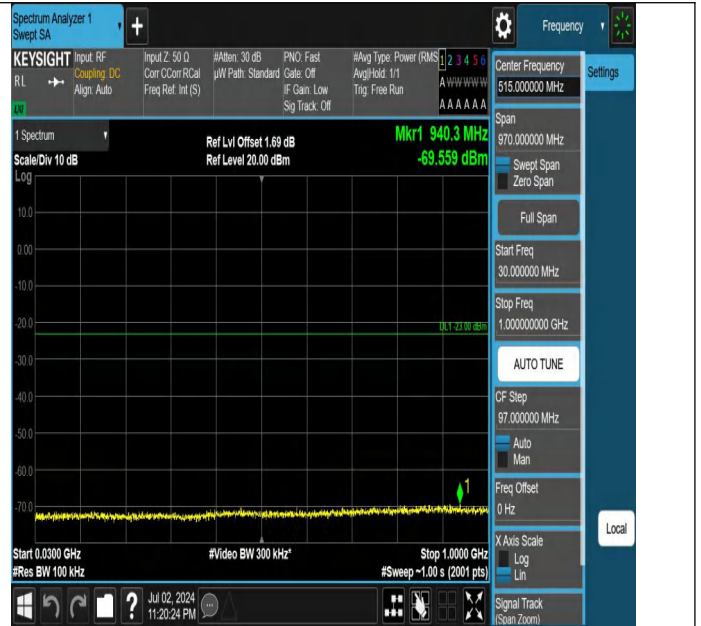 Spectrum Analyzer 1
Swept SA
+
Frequency
KEYSIGHT
RL
LXI
Input: RF
Coupling: DC
Align: Auto
Input Z: 50 Ω
Corr CCorr RCal
Freq Ref: Int (S)
#Atten: 30 dB
µW Path: Standard
PNO: Fast
Gate: Off
IF Gain: Low
Sig Track: Off
#Avg Type: Power (RMS
Avg|Hold: 1/1
Trig: Free Run
1 2 3 4 5 6
A W W W W W
A A A A A A
Center Frequency
515.000000 MHz
Settings
1 Spectrum
Scale/Div 10 dB
Ref Lvl Offset 1.69 dB
Ref Level 20.00 dBm
Mkr1 940.3 MHz
-69.559 dBm
Span
970.000000 MHz
Swept Span
Zero Span
Full Span
Start Freq
30.000000 MHz
Stop Freq
1.000000000 GHz
AUTO TUNE
CF Step
97.000000 MHz
Auto
Man
Freq Offset
0 Hz
X Axis Scale
Log
Lin
Signal Track
(Span Zoom)
Local
Log
10.0
0.00
-10.0
-20.0
-30.0
-40.0
-50.0
-60.0
-70.0
DL1 -23.00 dBm
1
Start 0.0300 GHz
#Res BW 100 kHz
#Video BW 300 kHz*
Stop 1.0000 GHz
#Sweep ~1.00 s (2001 pts)
?
Jul 02, 2024
11:20:24 PM